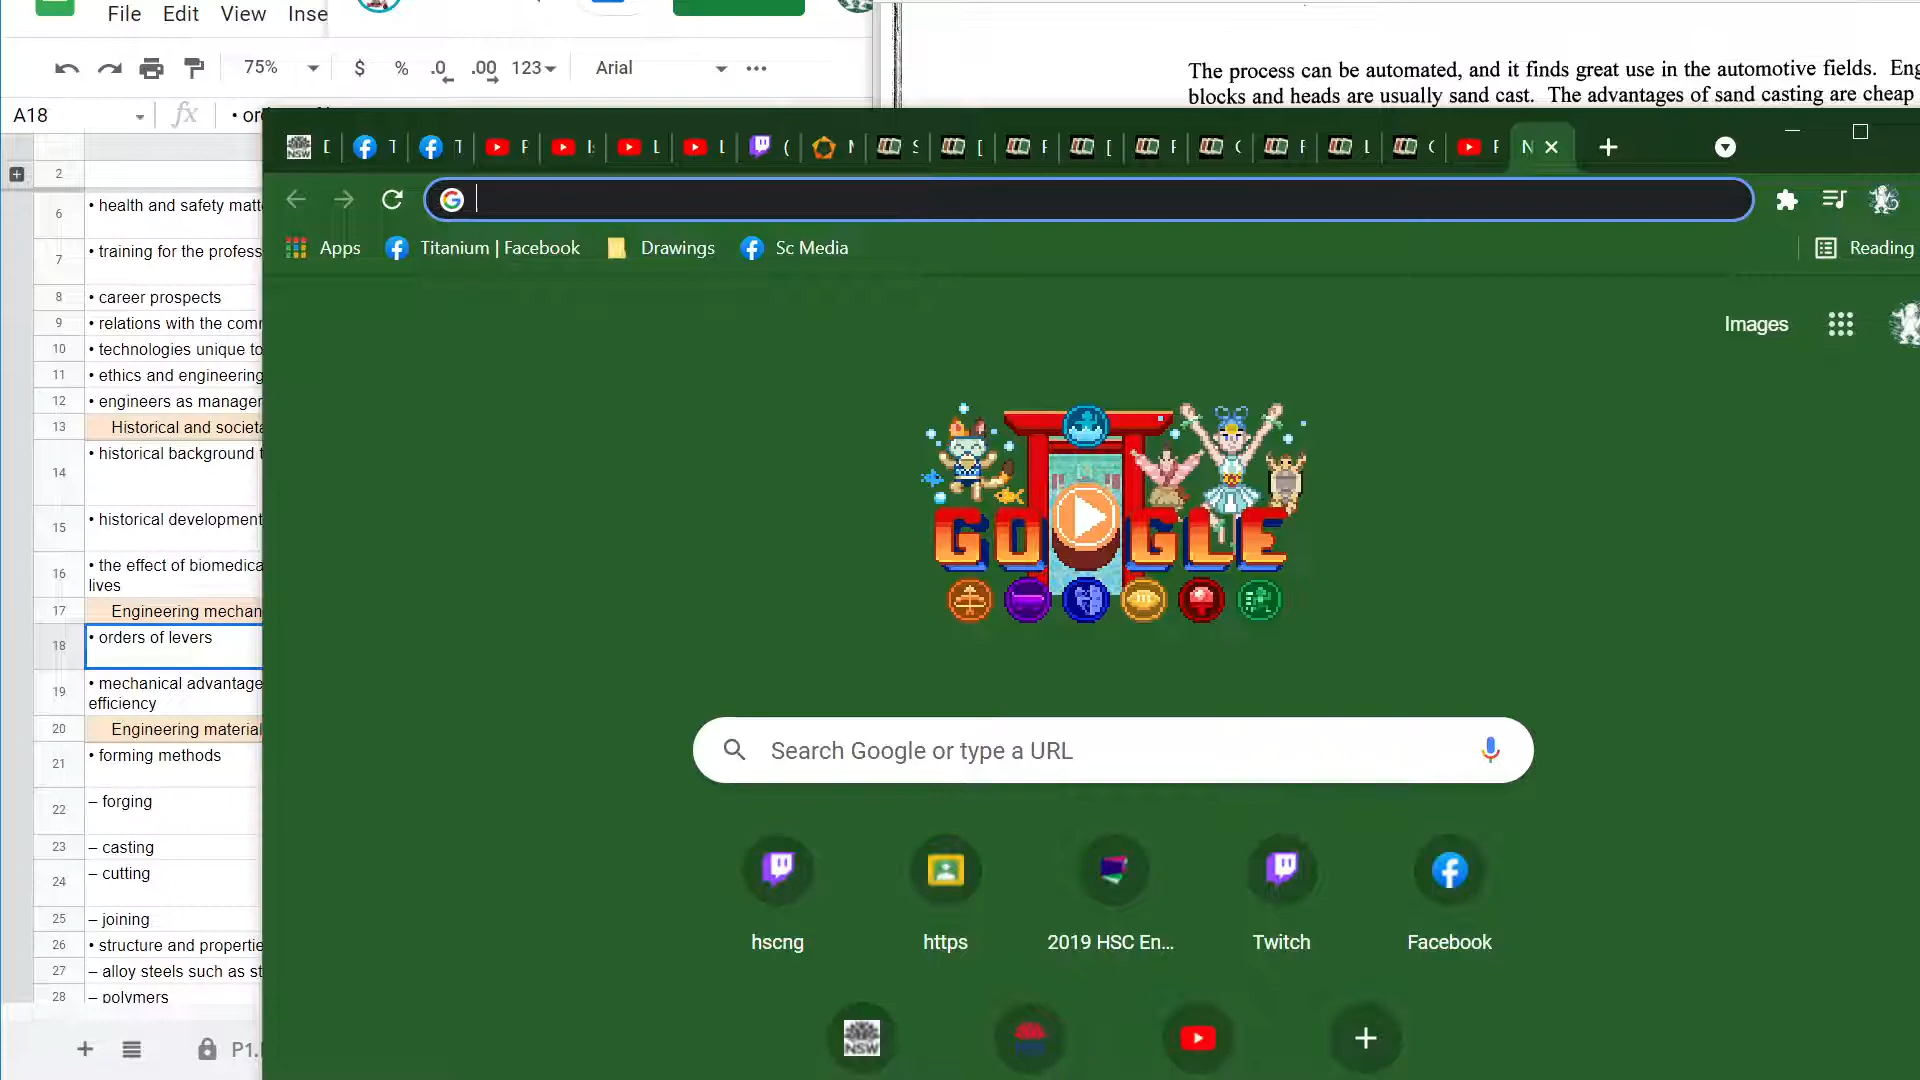 File Edit View Inse
75% $ % .0 .00 123 Arial
A18 fx • ord
The process can be automated, and it finds great use in the automotive fields. Eng
blocks and heads are usually sand cast. The advantages of sand casting are cheap
2
6 • health and safety matt
7 • training for the profess
8 • career prospects
9 • relations with the com
10 • technologies unique to
11 • ethics and engineering
12 • engineers as manager
13 Historical and societa
14 • historical background t
15 • historical development
16 • the effect of biomedica
lives
17 Engineering mechan
18 • orders of levers
19 • mechanical advantage
efficiency
20 Engineering material
21 • forming methods
22 – forging
23 – casting
24 – cutting
25 – joining
26 • structure and propertie
27 – alloy steels such as st
28 – polymers
P1.
Apps Titanium | Facebook Drawings Sc Media Reading
Images
GOOGLE
Search Google or type a URL
hscng https 2019 HSC En... Twitch Facebook
NSW